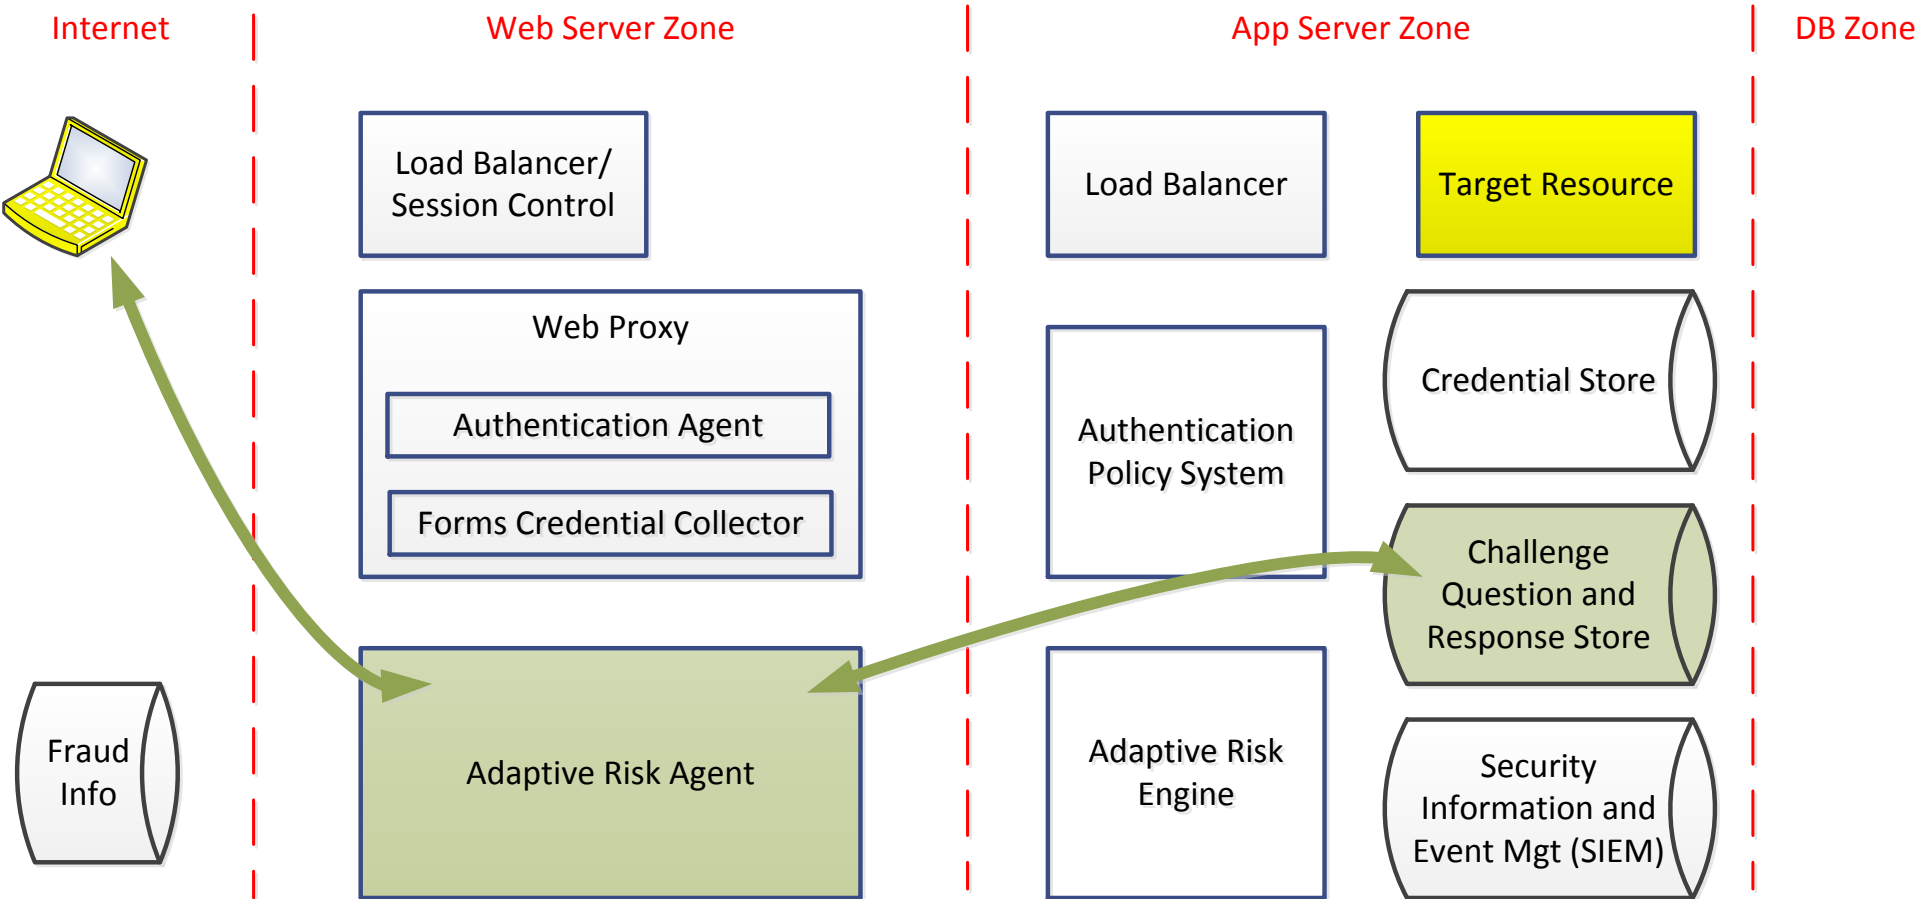 Internet
Web Server Zone
App Server Zone
DB Zone
Load Balancer/
Session Control
Load Balancer
Target Resource
Web Proxy
Authentication Agent
Forms Credential Collector
Authentication
Policy System
Credential Store
Challenge
Question and
Response Store
Fraud
Info
Adaptive Risk Agent
Adaptive Risk
Engine
Security
Information and
Event Mgt (SIEM)